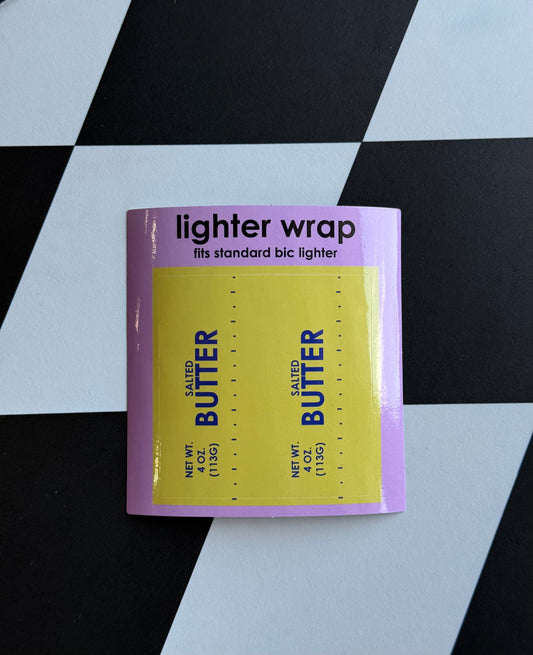 lighter wrap
fits standard bic lighter
SALTED
BUTTER
NET WT.
4 OZ.
(113G)
SALTED
BUTTER
NET WT.
4 OZ.
(113G)